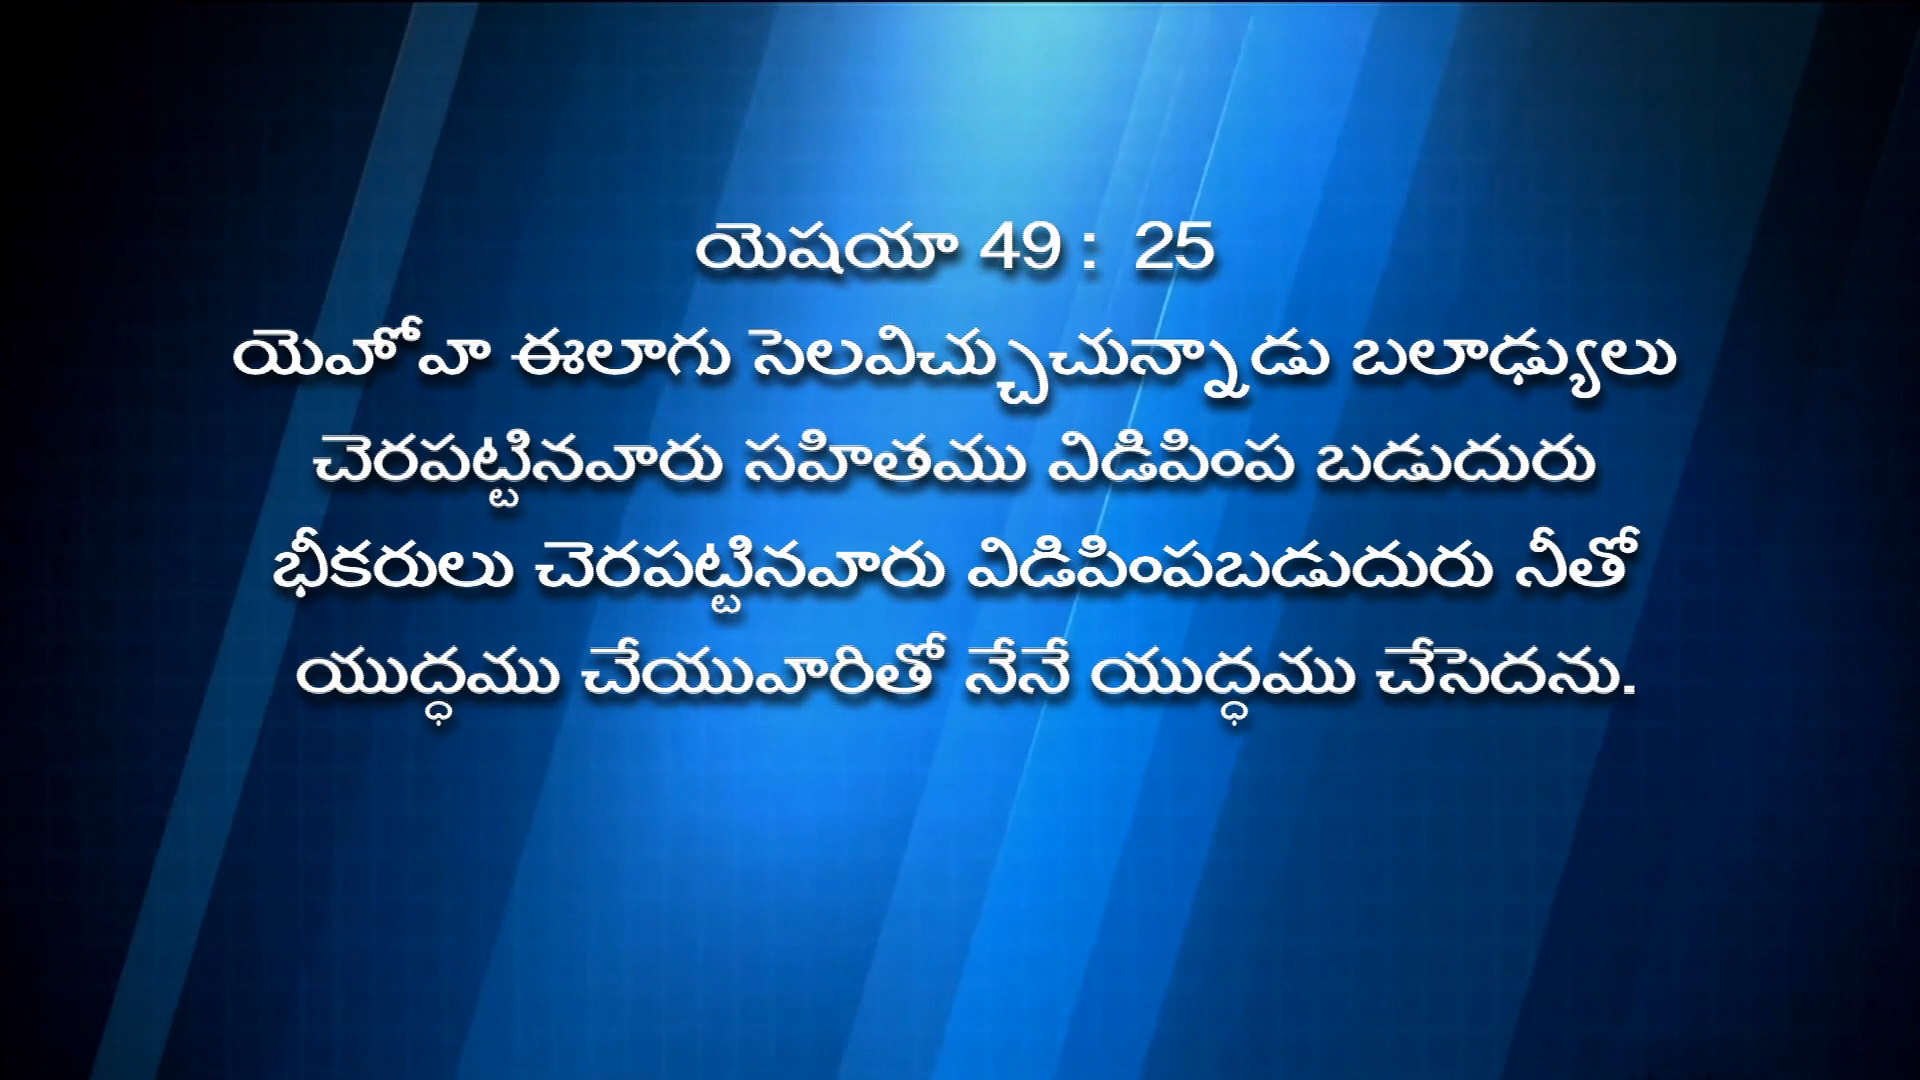 యెషయా 49 : 25
యెహోవా ఈలాగు సెలవిచ్చుచున్నాడు బలాఢ్యులు
చెరపట్టినవారు సహితము విడిపింప బడుదురు
భీకరులు చెరపట్టినవారు విడిపింపబడుదురు నీతో
యుద్ధము చేయువారితో నేనే యుద్ధము చేసెదను.